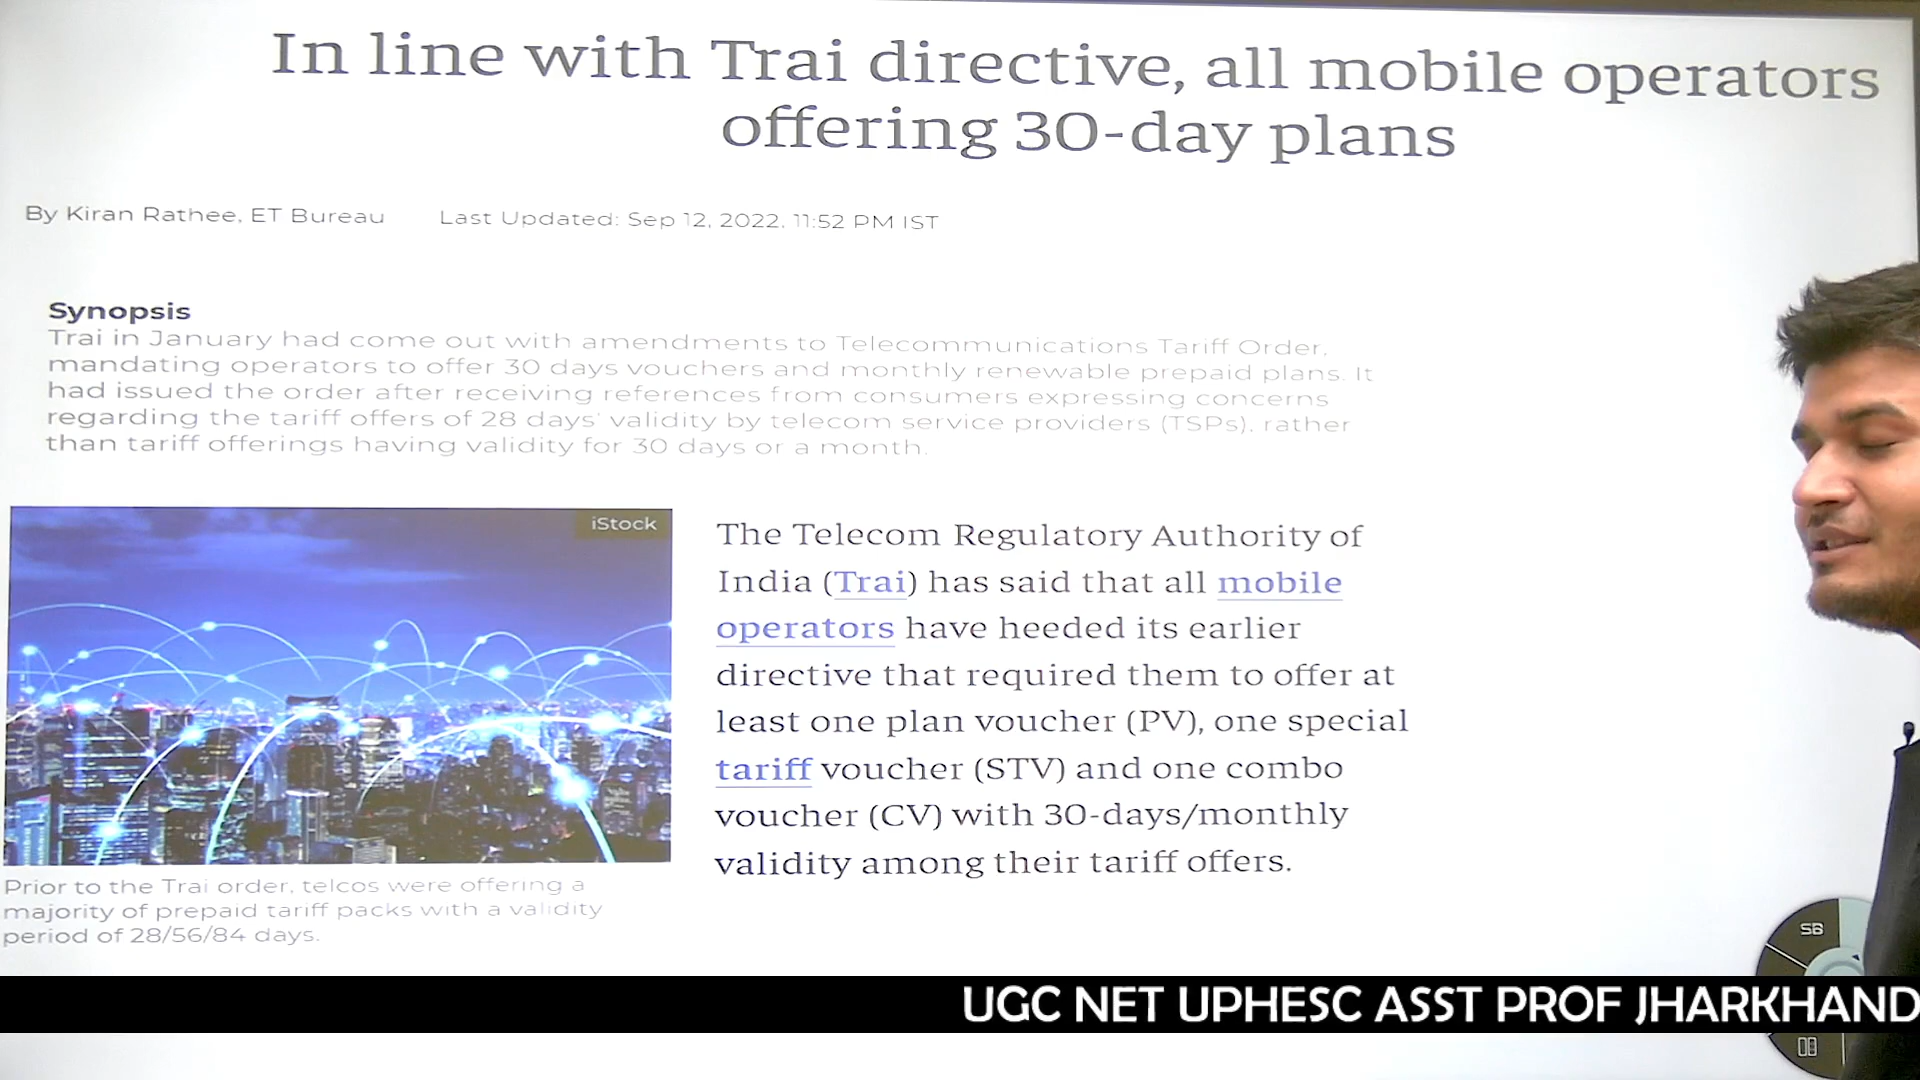 In line with Trai directive, all mobile operators
offering 30-day plans
By Kiran Rathee, ET Bureau
Last Updated: Sep 12, 2022, 11:52 PM IST
Synopsis
Trai in January had come out with amendments to Telecommunications Tariff Order,
mandating operators to offer 30 days vouchers and monthly renewable prepaid plans. It
had issued the order after receiving references from consumers expressing concerns
regarding the tariff offers of 28 days' validity by telecom service providers (TSPs), rather
than tariff offerings having validity for 30 days or a month.
iStock
Prior to the Trai order, telcos were offering a
majority of prepaid tariff packs with a validity
period of 28/56/84 days.
The Telecom Regulatory Authority of
India (Trai) has said that all mobile
operators have heeded its earlier
directive that required them to offer at
least one plan voucher (PV), one special
tariff voucher (STV) and one combo
voucher (CV) with 30-days/monthly
validity among their tariff offers.
UGC NET UPHESC ASST PROF JHARKHAND